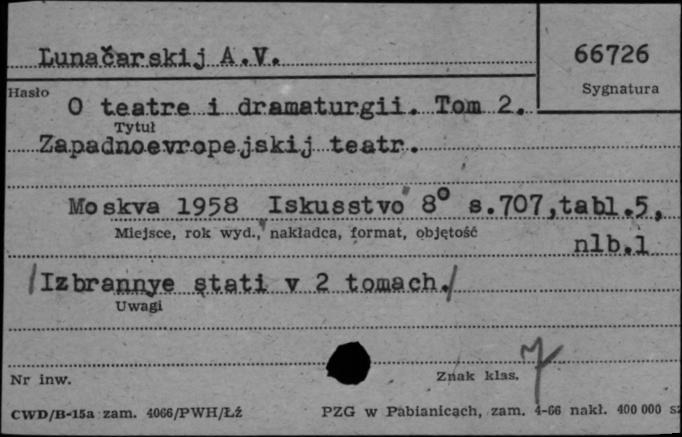 Lunačarskij A.V.
66726
Hasło
Sygnatura
O teatre i dramaturgii. Tom 2.
Tytuł
Zapadnoevropejskij teatr.
Moskva 1958 Iskusstvo 8° s.707,tabl.5,
Miejsce, rok wyd., nakładca, format, objętość
nlb.1
/Izbrannye stati v 2 tomach./
Uwagi
Nr inw.
Znak klas.
CWD/B-15a zam. 4066/PWH/Łź
PZG w Pabianicach, zam. 4-66 nakł. 400 000